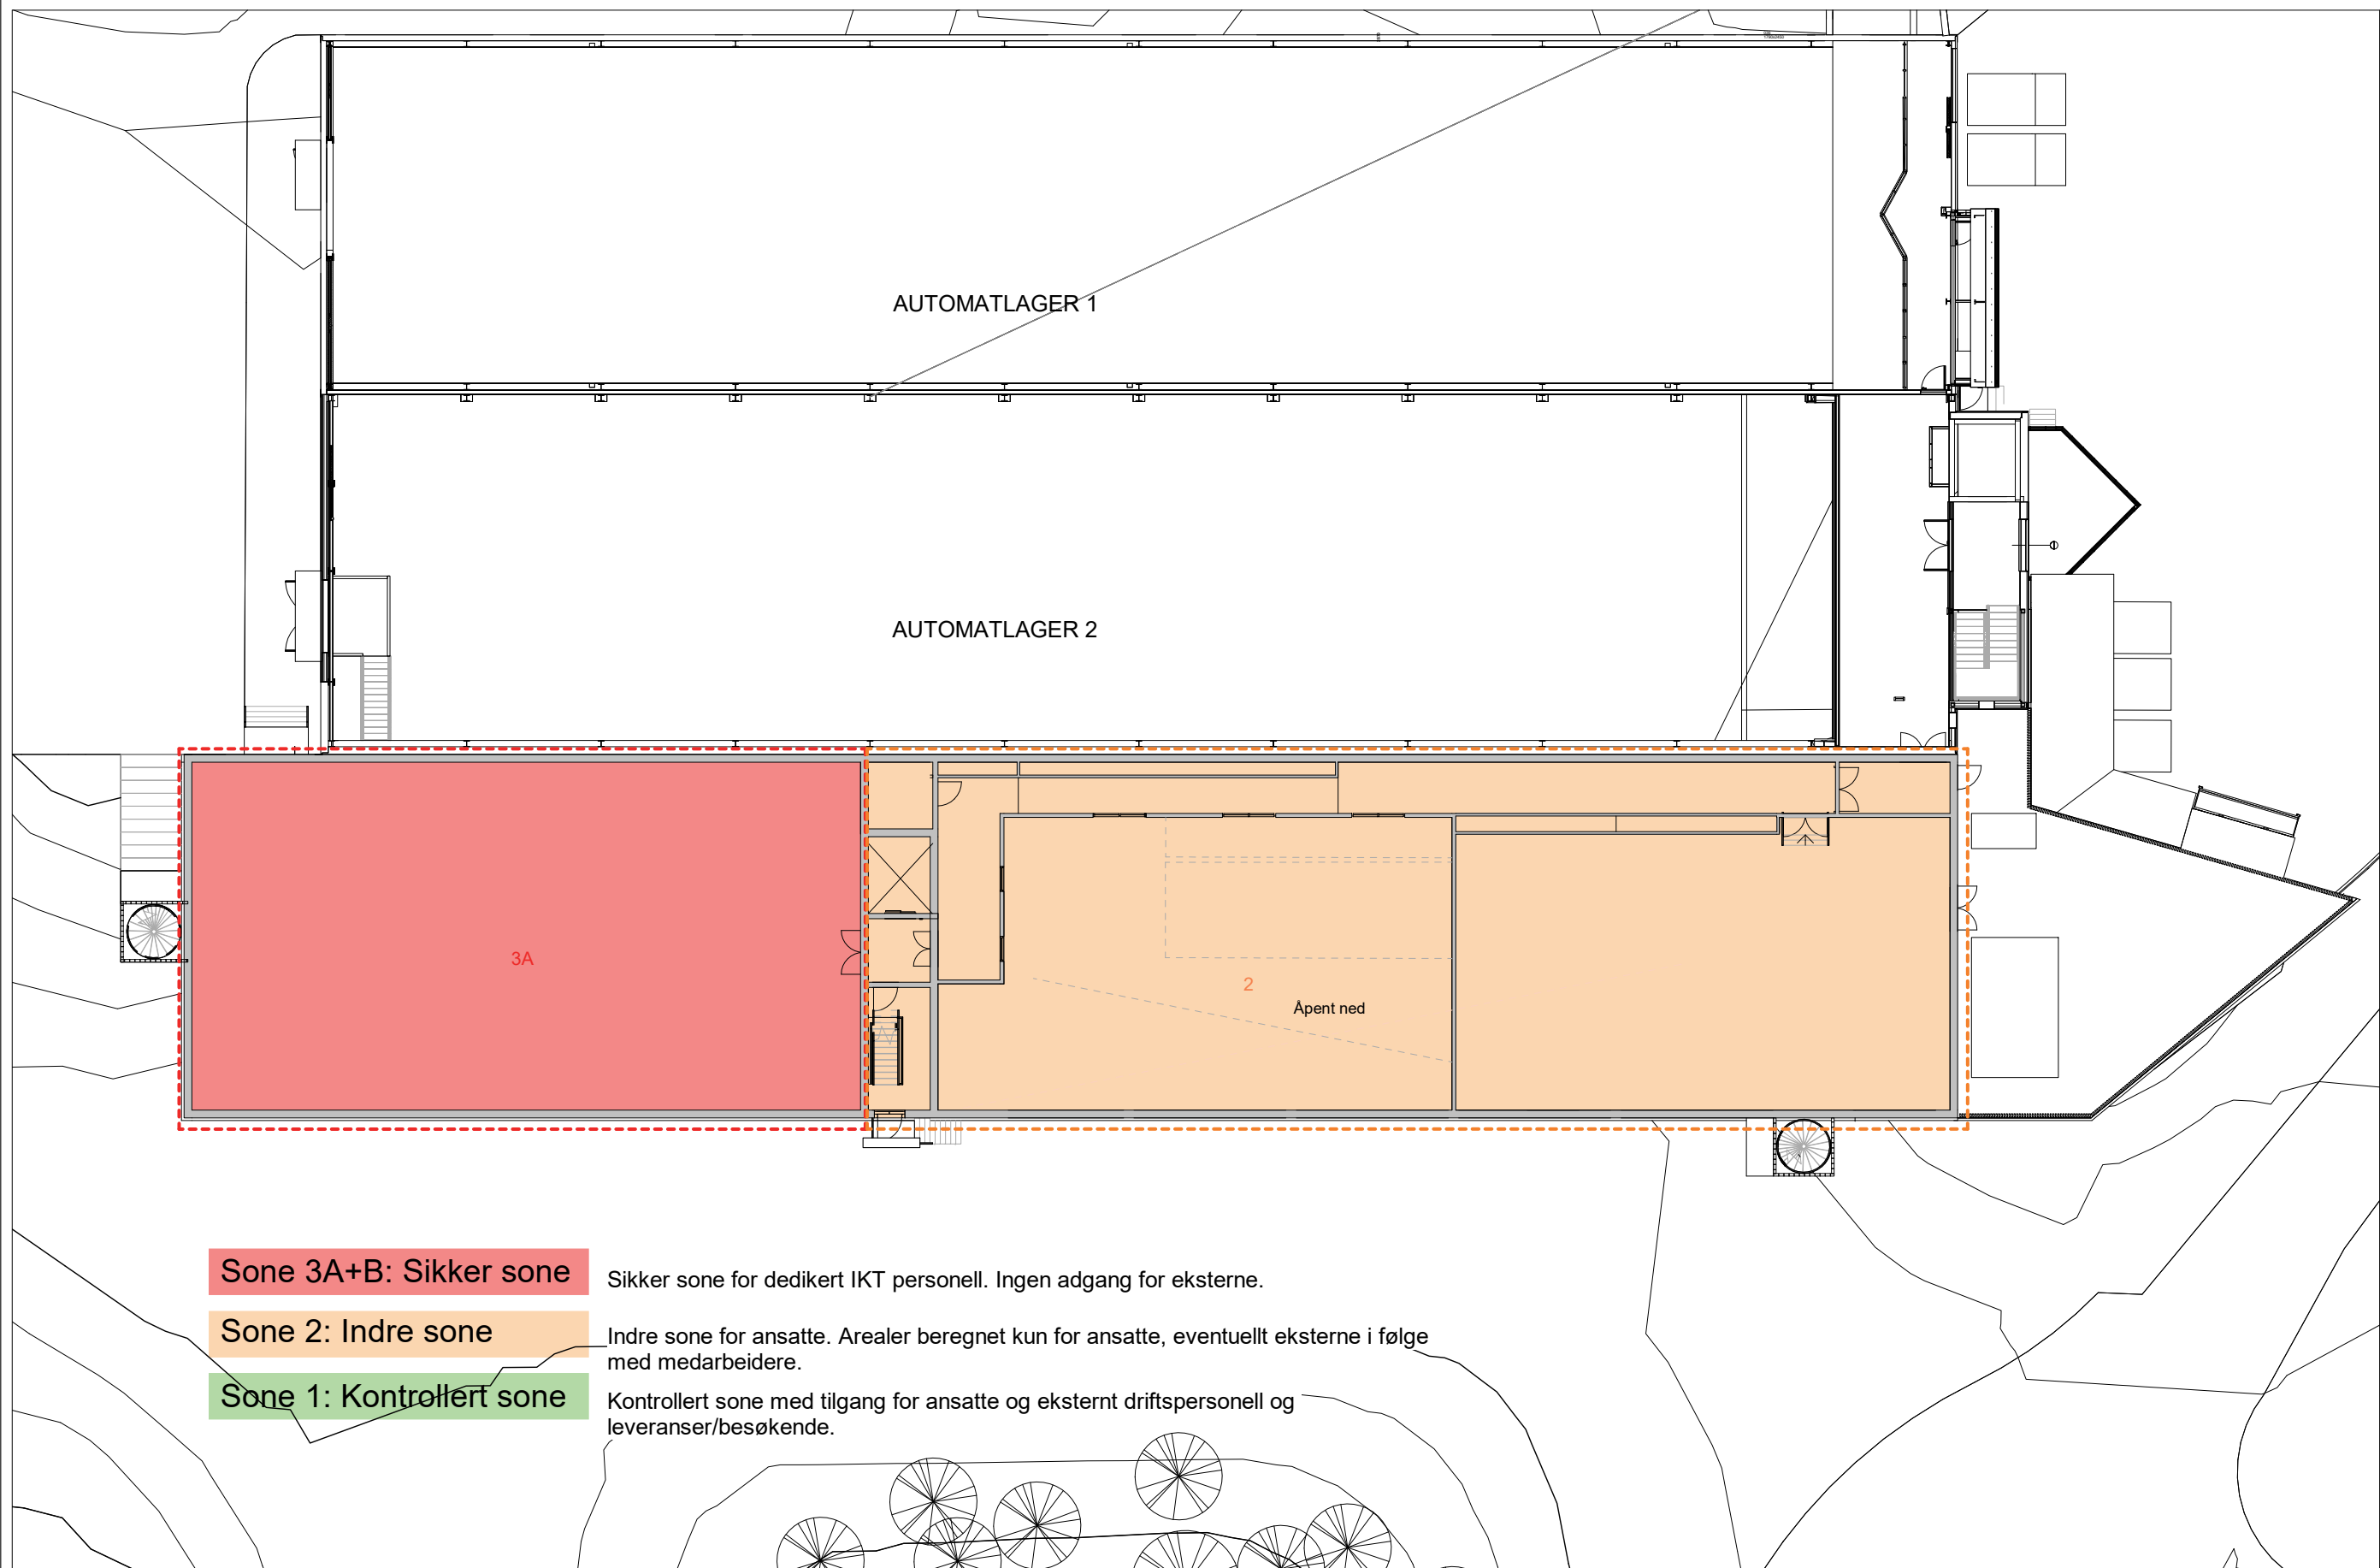 AUTOMATLAGER 1
AUTOMATLAGER 2
3A
2
Åpent ned
Sone 3A+B: Sikker sone
Sikker sone for dedikert IKT personell. Ingen adgang for eksterne.
Sone 2: Indre sone
Indre sone for ansatte. Arealer beregnet kun for ansatte, eventuellt eksterne i følge
med medarbeidere.
Sone 1: Kontrollert sone
Kontrollert sone med tilgang for ansatte og eksternt driftspersonell og
leveranser/besøkende.